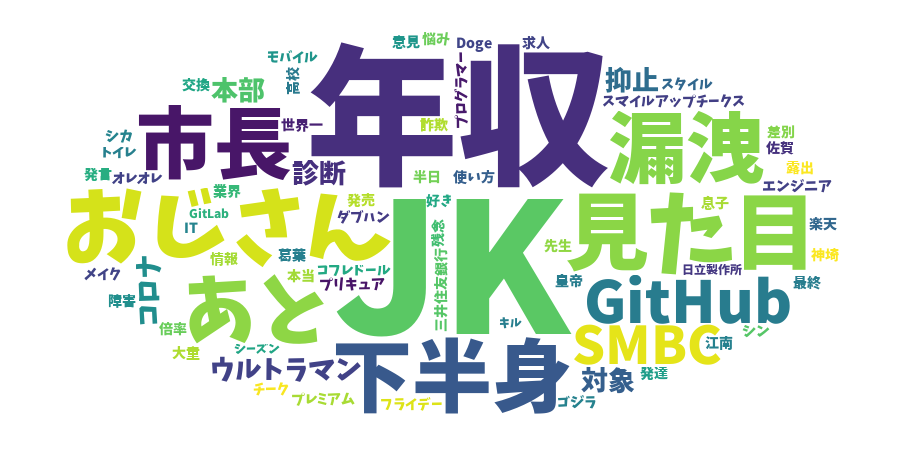 意見
悩み
Doge
求人
モバイル
年収
プログラマー
高校
交換
本部
抑止
スタイル
スマイルアップチークス
市長
世界一
詐欺
漏洩
差別
シカ
トイレ
佐賀
発言
オレオレ
診断
半日
使い方
露出
エンジニア
業界
おじさん
発売
ダブハン
好き
JK
見た目
息子
GitLab
IT
楽天
残念
先生
情報
葛葉
神埼
メイク
コロナ
本当
コフレドール
プリキュア
三井住友銀行
日立製作所
皇帝
最終
障害
あと
GitHub
倍率
キル
SMBC
シン
大童
シーズン
下半身
江南
ウルトラマン
対象
発達
チーク
プレミアム
フライデー
ゴジラ